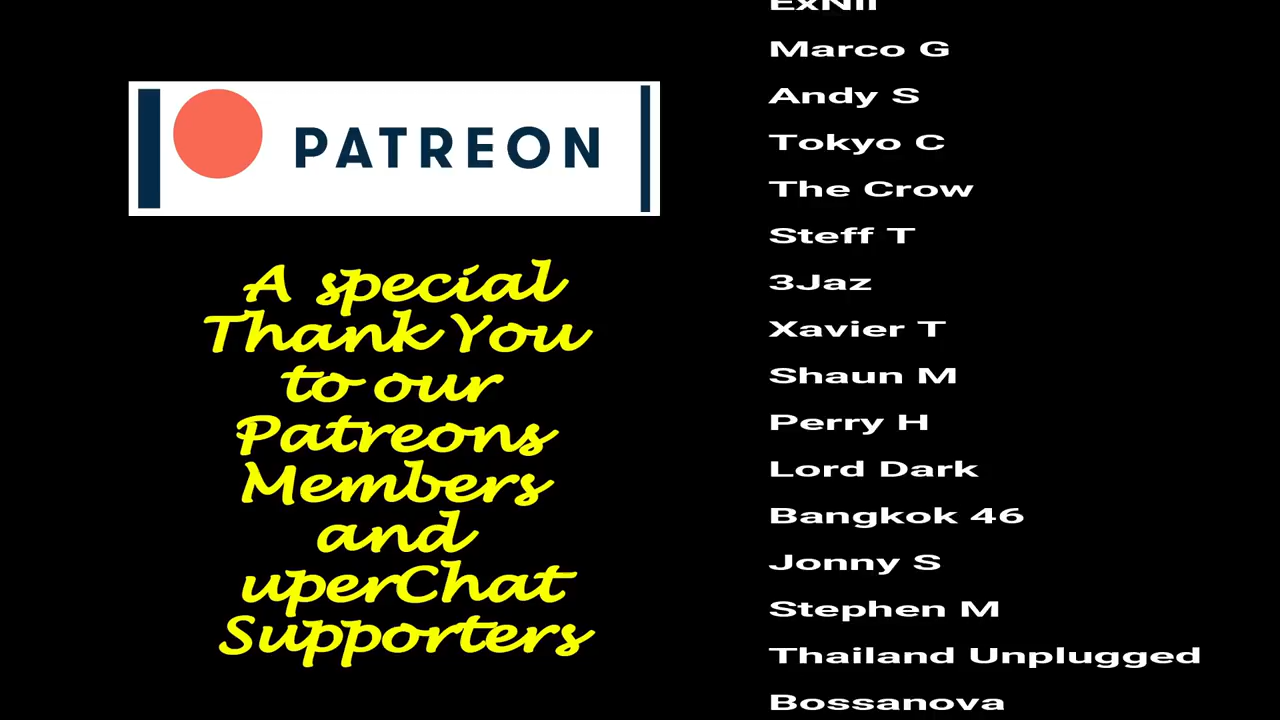 PATREON
A special
Thank You
to our
Patreons
Members
and
uperChat
Supporters
ExNil
Marco G
Andy S
Tokyo C
The Crow
Steff T
3Jaz
Xavier T
Shaun M
Perry H
Lord Dark
Bangkok 46
Jonny S
Stephen M
Thailand Unplugged
Bossanova